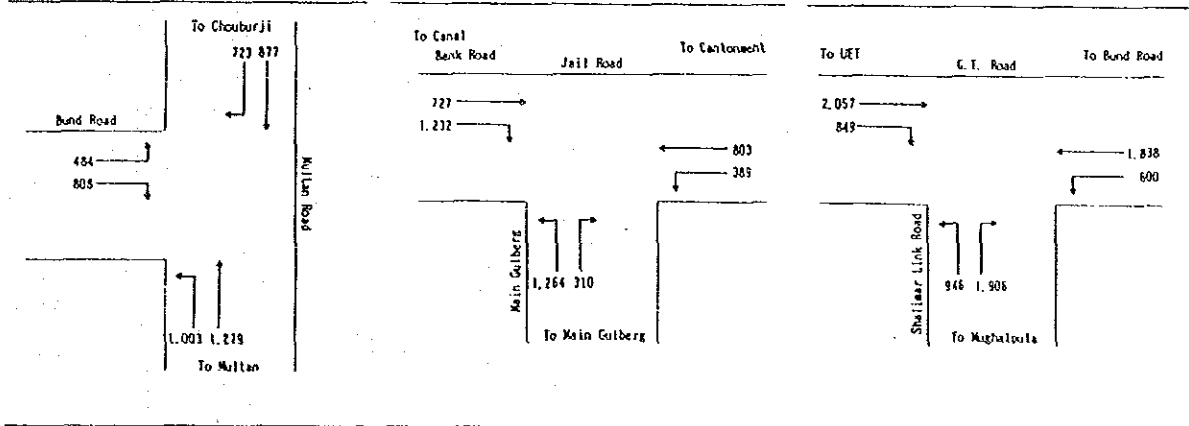 To Chouburji
723 877
Bund Road
484
808
Multan Road
1,003 1,279
To Multan
To Canal
Bank Road
Jail Road
To Cantonment
727
1,232
803
389
Main Gulberg
1,264 310
To Main Gulberg
To UET
G.T. Road
To Bund Road
2,057
849
1,838
600
Shalimar Link Road
946 1,906
To Mughalpula